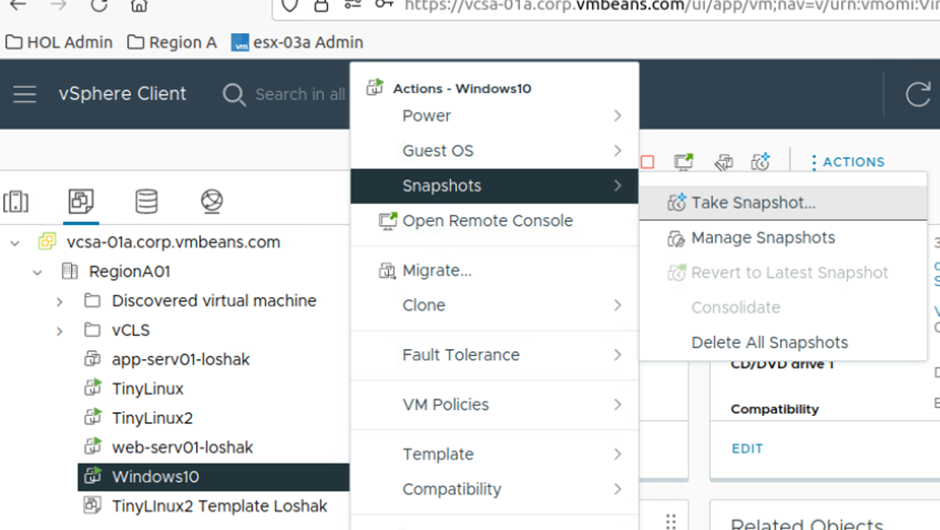 https://vcsa-01a.corp.vmbeans.com/ui/app/vm;nav=v/urn:vmomi:Vir
HOL Admin Region A vm esx-03a Admin
vSphere Client
Search in all
ACTIONS
vcsa-01a.corp.vmbeans.com
RegionA01
Discovered virtual machine
vCLS
app-serv01-loshak
TinyLinux
TinyLinux2
web-serv01-loshak
Windows10
TinyLInux2 Template Loshak
Actions - Windows10
Power
Guest OS
Snapshots
Open Remote Console
Migrate...
Clone
Fault Tolerance
VM Policies
Template
Compatibility
Take Snapshot...
Manage Snapshots
Revert to Latest Snapshot
Consolidate
Delete All Snapshots
CD/DVD drive 1
Compatibility
EDIT
Related Objects